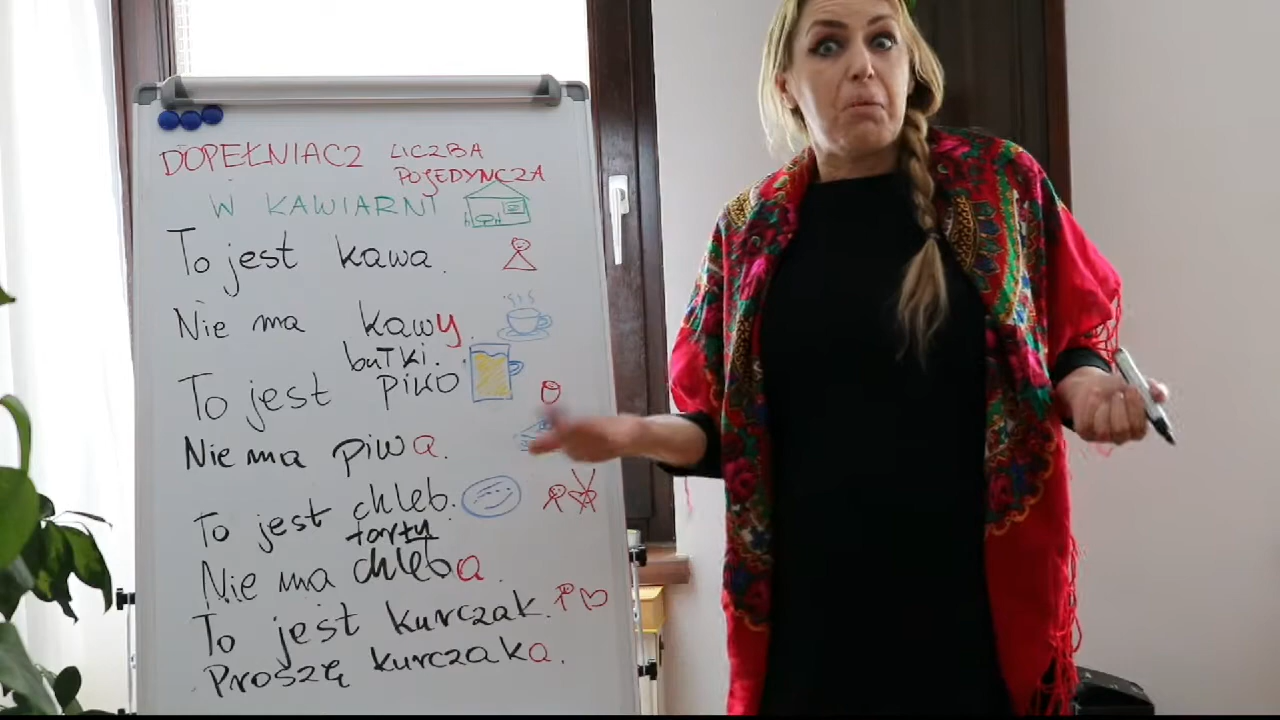 DOPEŁNIACZ LICZBA
POJEDYNCZA
W KAWIARNI
To jest kawa.
Nie ma kawy.
bułki.
To jest piwo
Nie ma piwa.
To jest chleb.
torty
Nie ma chleba.
To jest kurczak.
Proszę kurczaka.